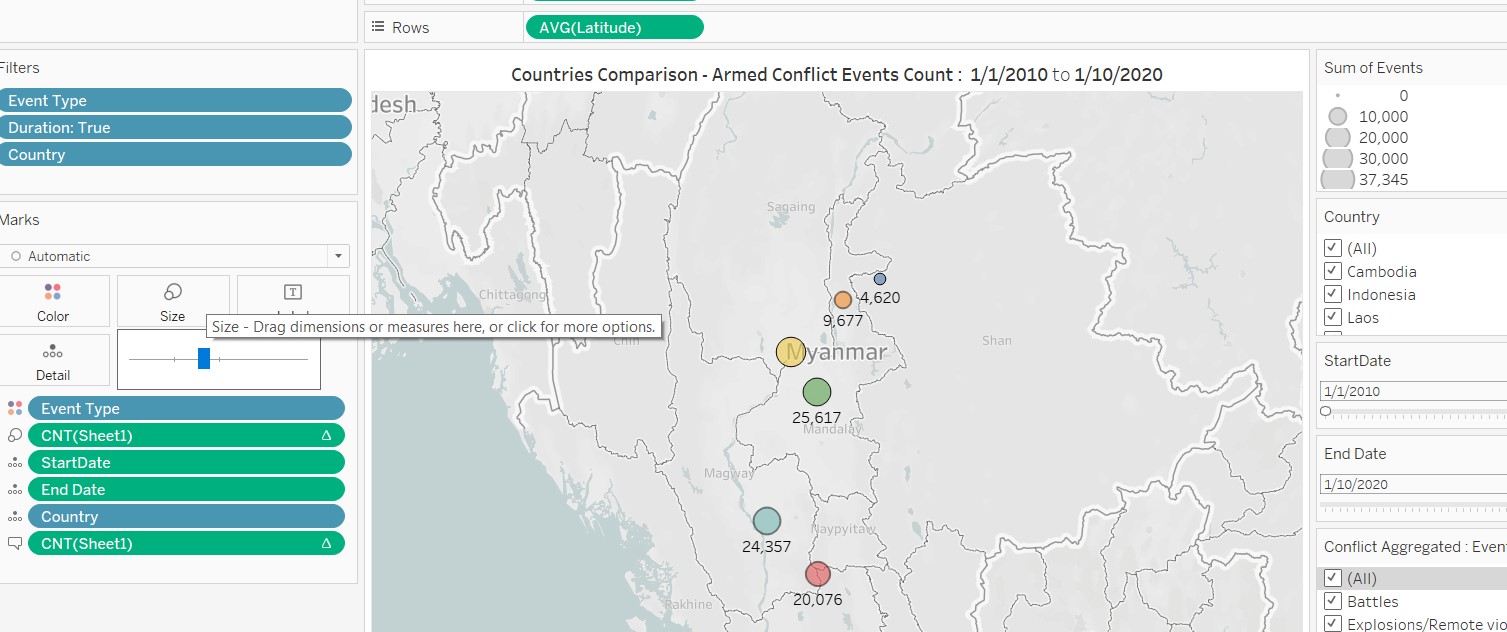 Rows
AVG(Latitude)
Filters
Event Type
Duration: True
Country
Marks
Automatic
Color
Size
T
Size - Drag dimensions or measures here, or click for more options.
Detail
Event Type
CNT(Sheet1) Δ
StartDate
End Date
Country
CNT(Sheet1) Δ
Countries Comparison - Armed Conflict Events Count : 1/1/2010 to 1/10/2020
desh
Sagaing
Chittagong
4,620
9,677
Chin
Myanmar
Shan
25,617
Mandalay
Magway
Naypyitaw
24,357
20,076
Rakhine
Sum of Events
0
10,000
20,000
30,000
37,345
Country
(All)
Cambodia
Indonesia
Laos
StartDate
1/1/2010
End Date
1/10/2020
Conflict Aggregated : Even
(All)
Battles
Explosions/Remote vio